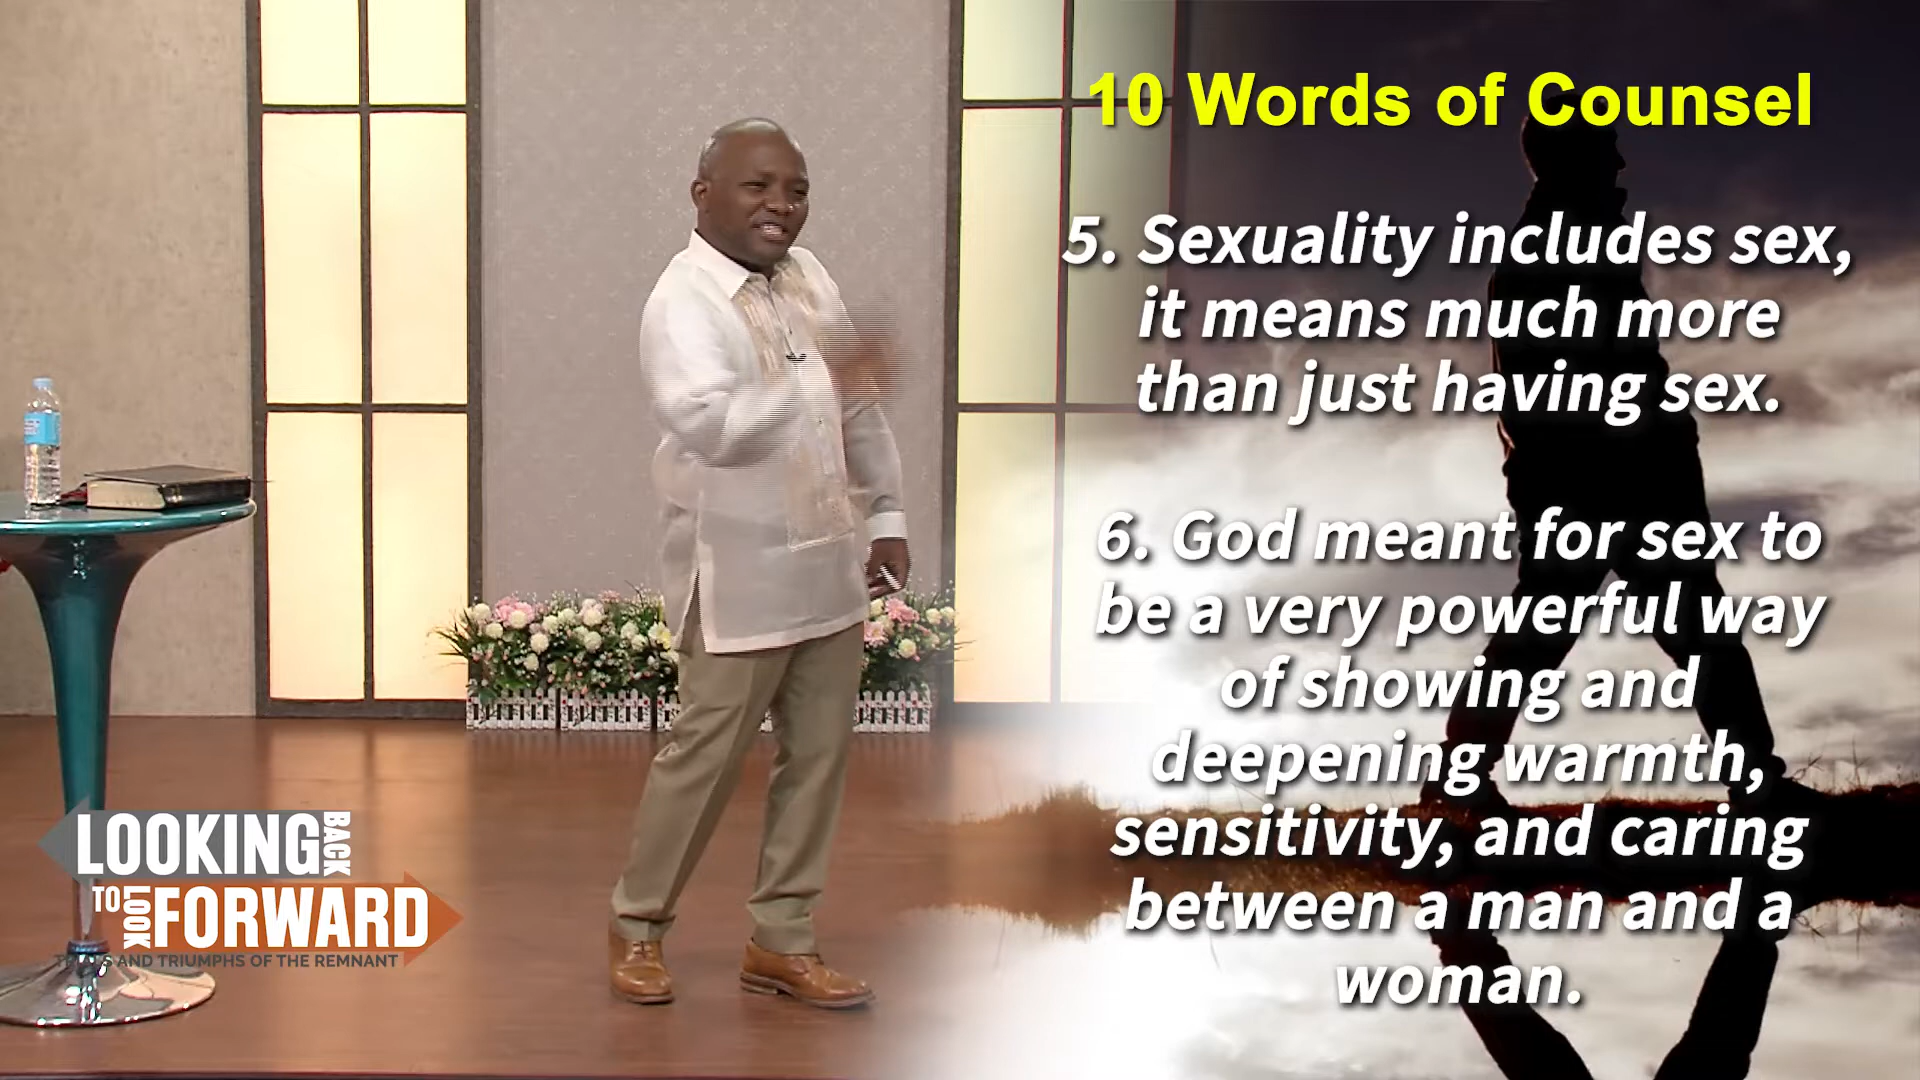 10 Words of Counsel
5. Sexuality includes sex,
it means much more
than just having sex.
6. God meant for sex to
be a very powerful way
of showing and
deepening warmth,
sensitivity, and caring
between a man and a
woman.
LOOKING BACK
TO LOOK FORWARD
AND TRIUMPHS OF THE REMNANT